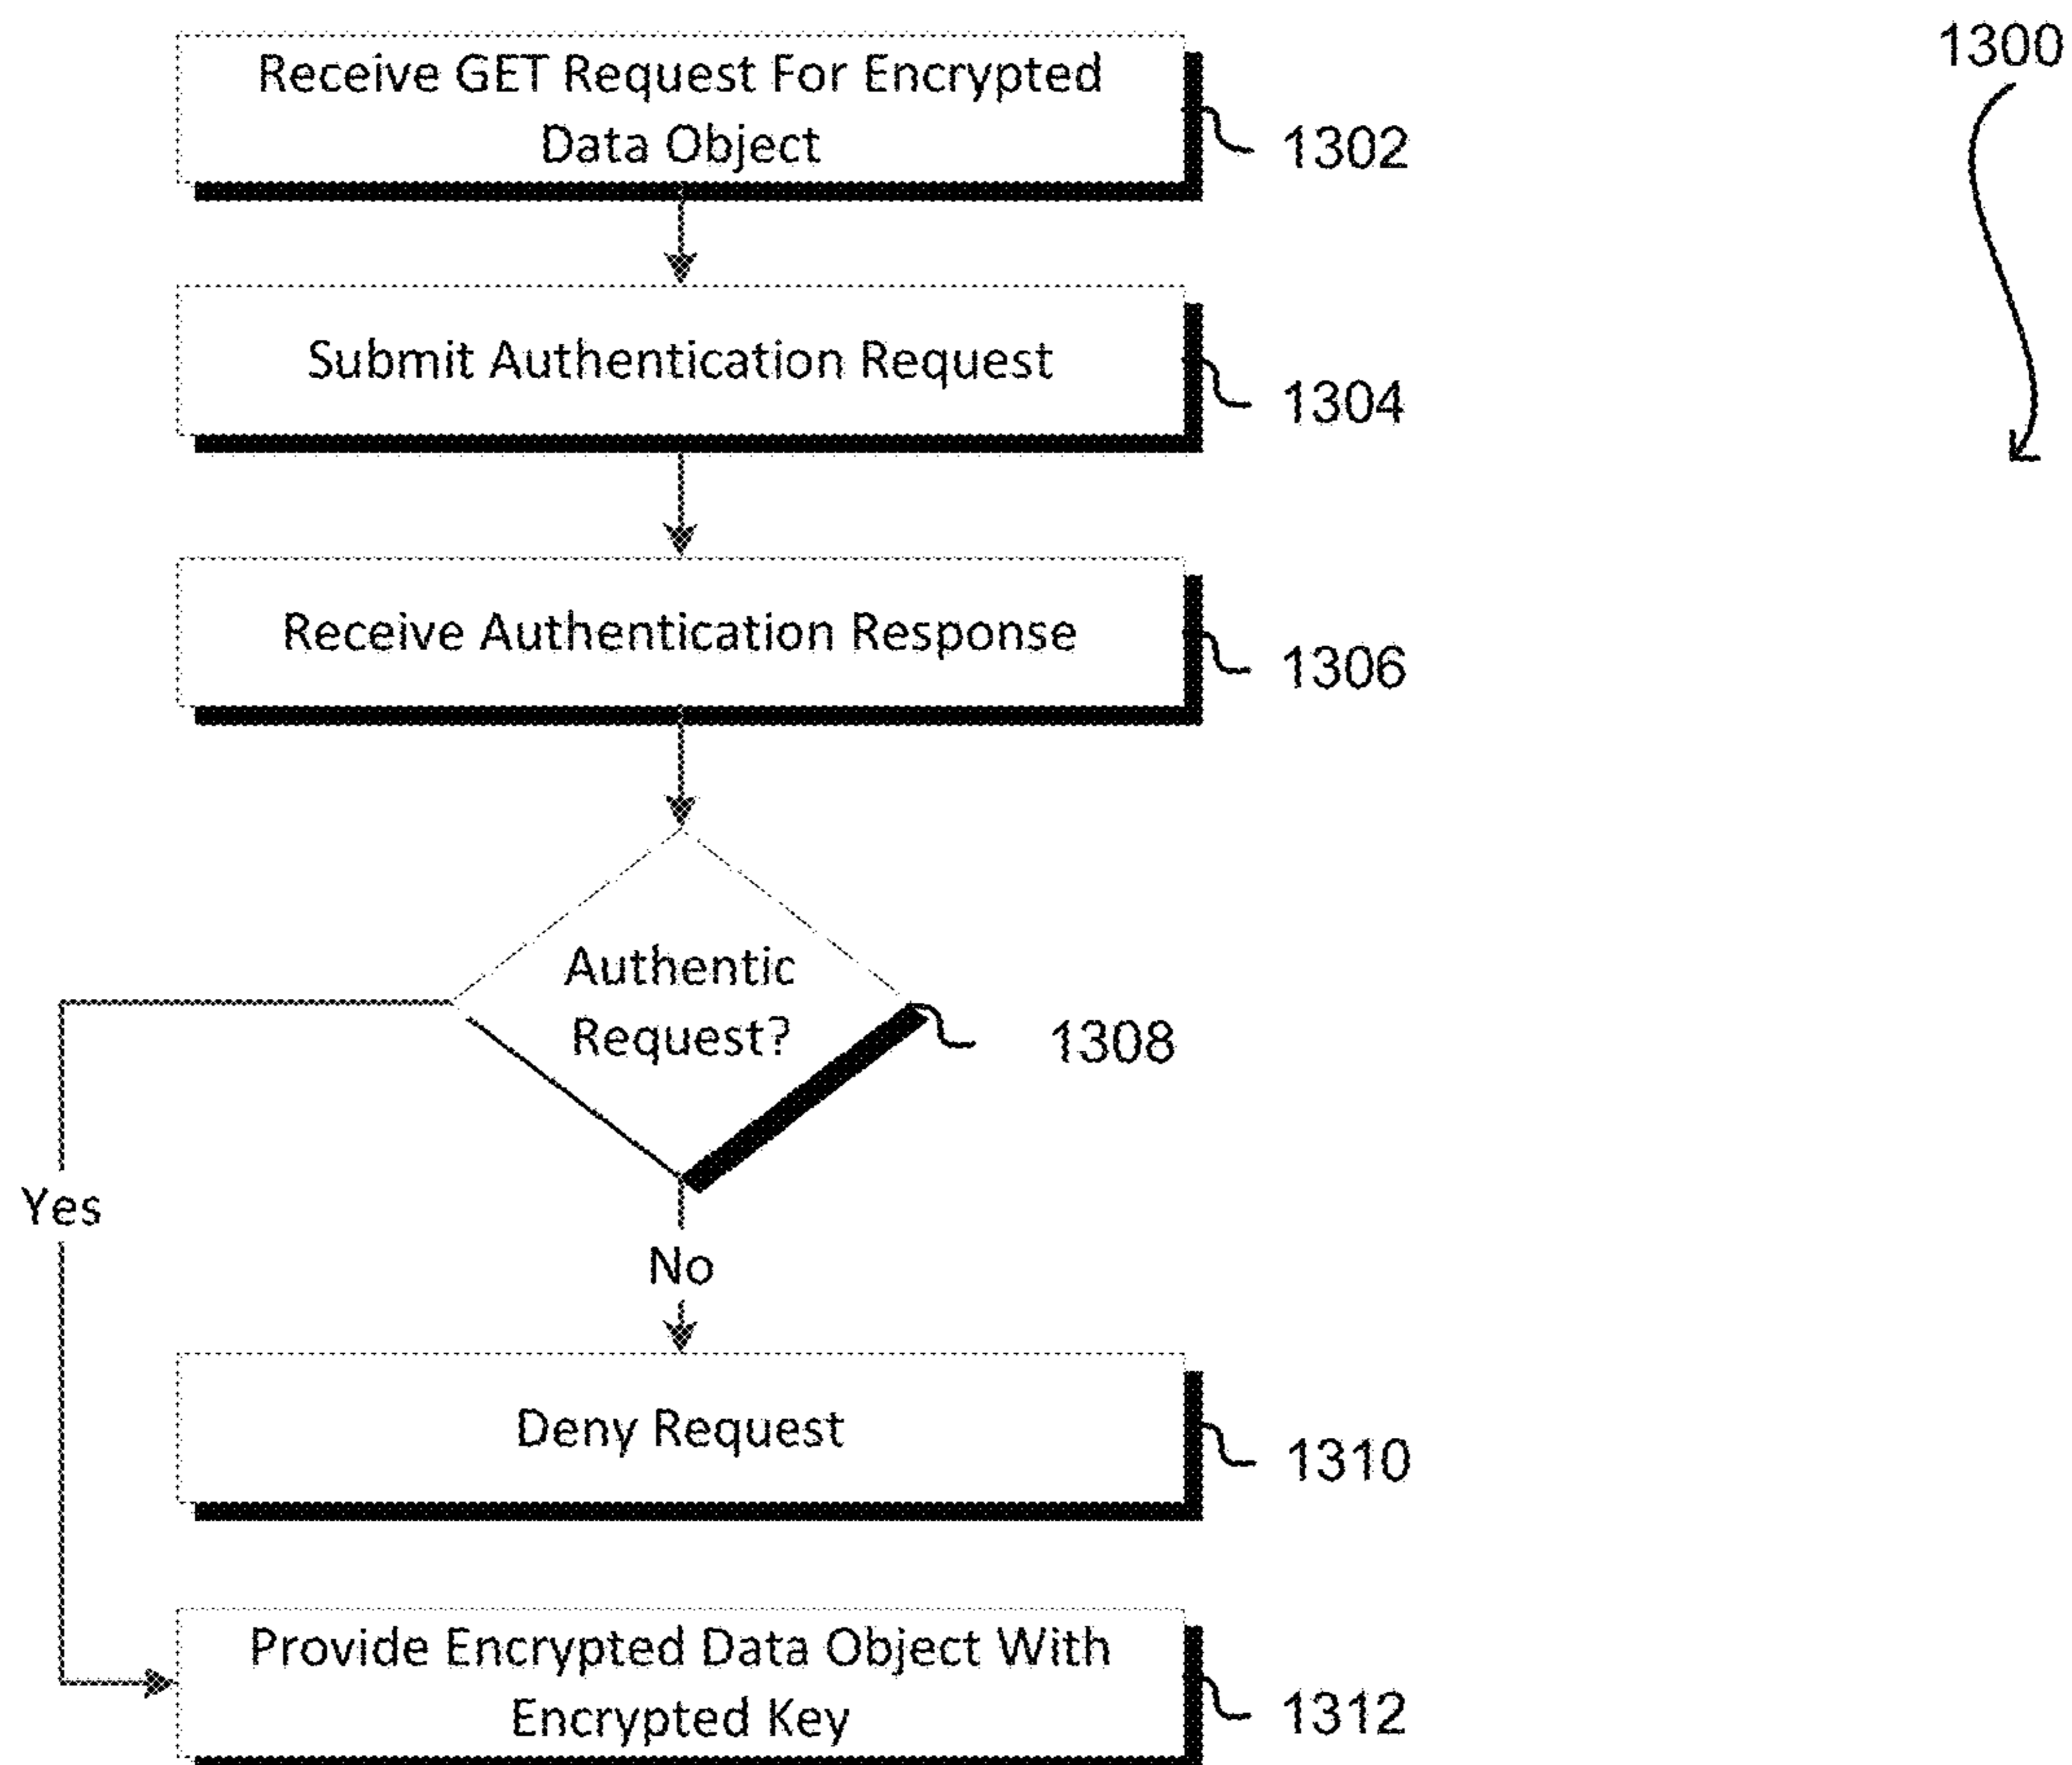 1300
Receive GET Request For Encrypted
Data Object
1302
Submit Authentication Request
1304
Receive Authentication Response
1306
Authentic
Request?
1308
Yes
No
Deny Request
1310
Provide Encrypted Data Object With
Encrypted Key
1312